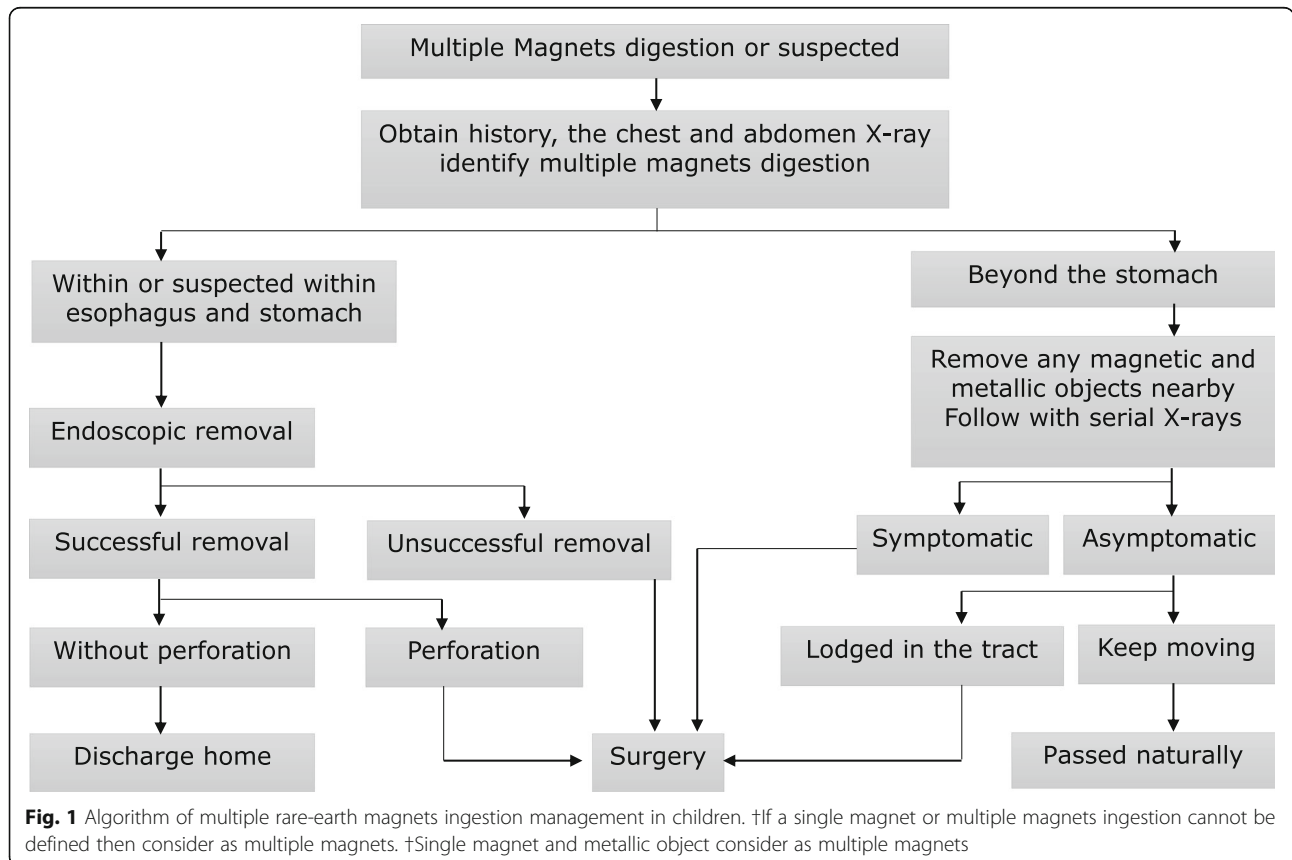 Multiple Magnets digestion or suspected
Obtain history, the chest and abdomen X-ray
identify multiple magnets digestion
Within or suspected within
esophagus and stomach
Beyond the stomach
Remove any magnetic and
metallic objects nearby
Follow with serial X-rays
Endoscopic removal
Successful removal
Unsuccessful removal
Symptomatic
Asymptomatic
Without perforation
Perforation
Lodged in the tract
Keep moving
Discharge home
Surgery
Passed naturally
Fig. 1 Algorithm of multiple rare-earth magnets ingestion management in children. †If a single magnet or multiple magnets ingestion cannot be
defined then consider as multiple magnets. †Single magnet and metallic object consider as multiple magnets